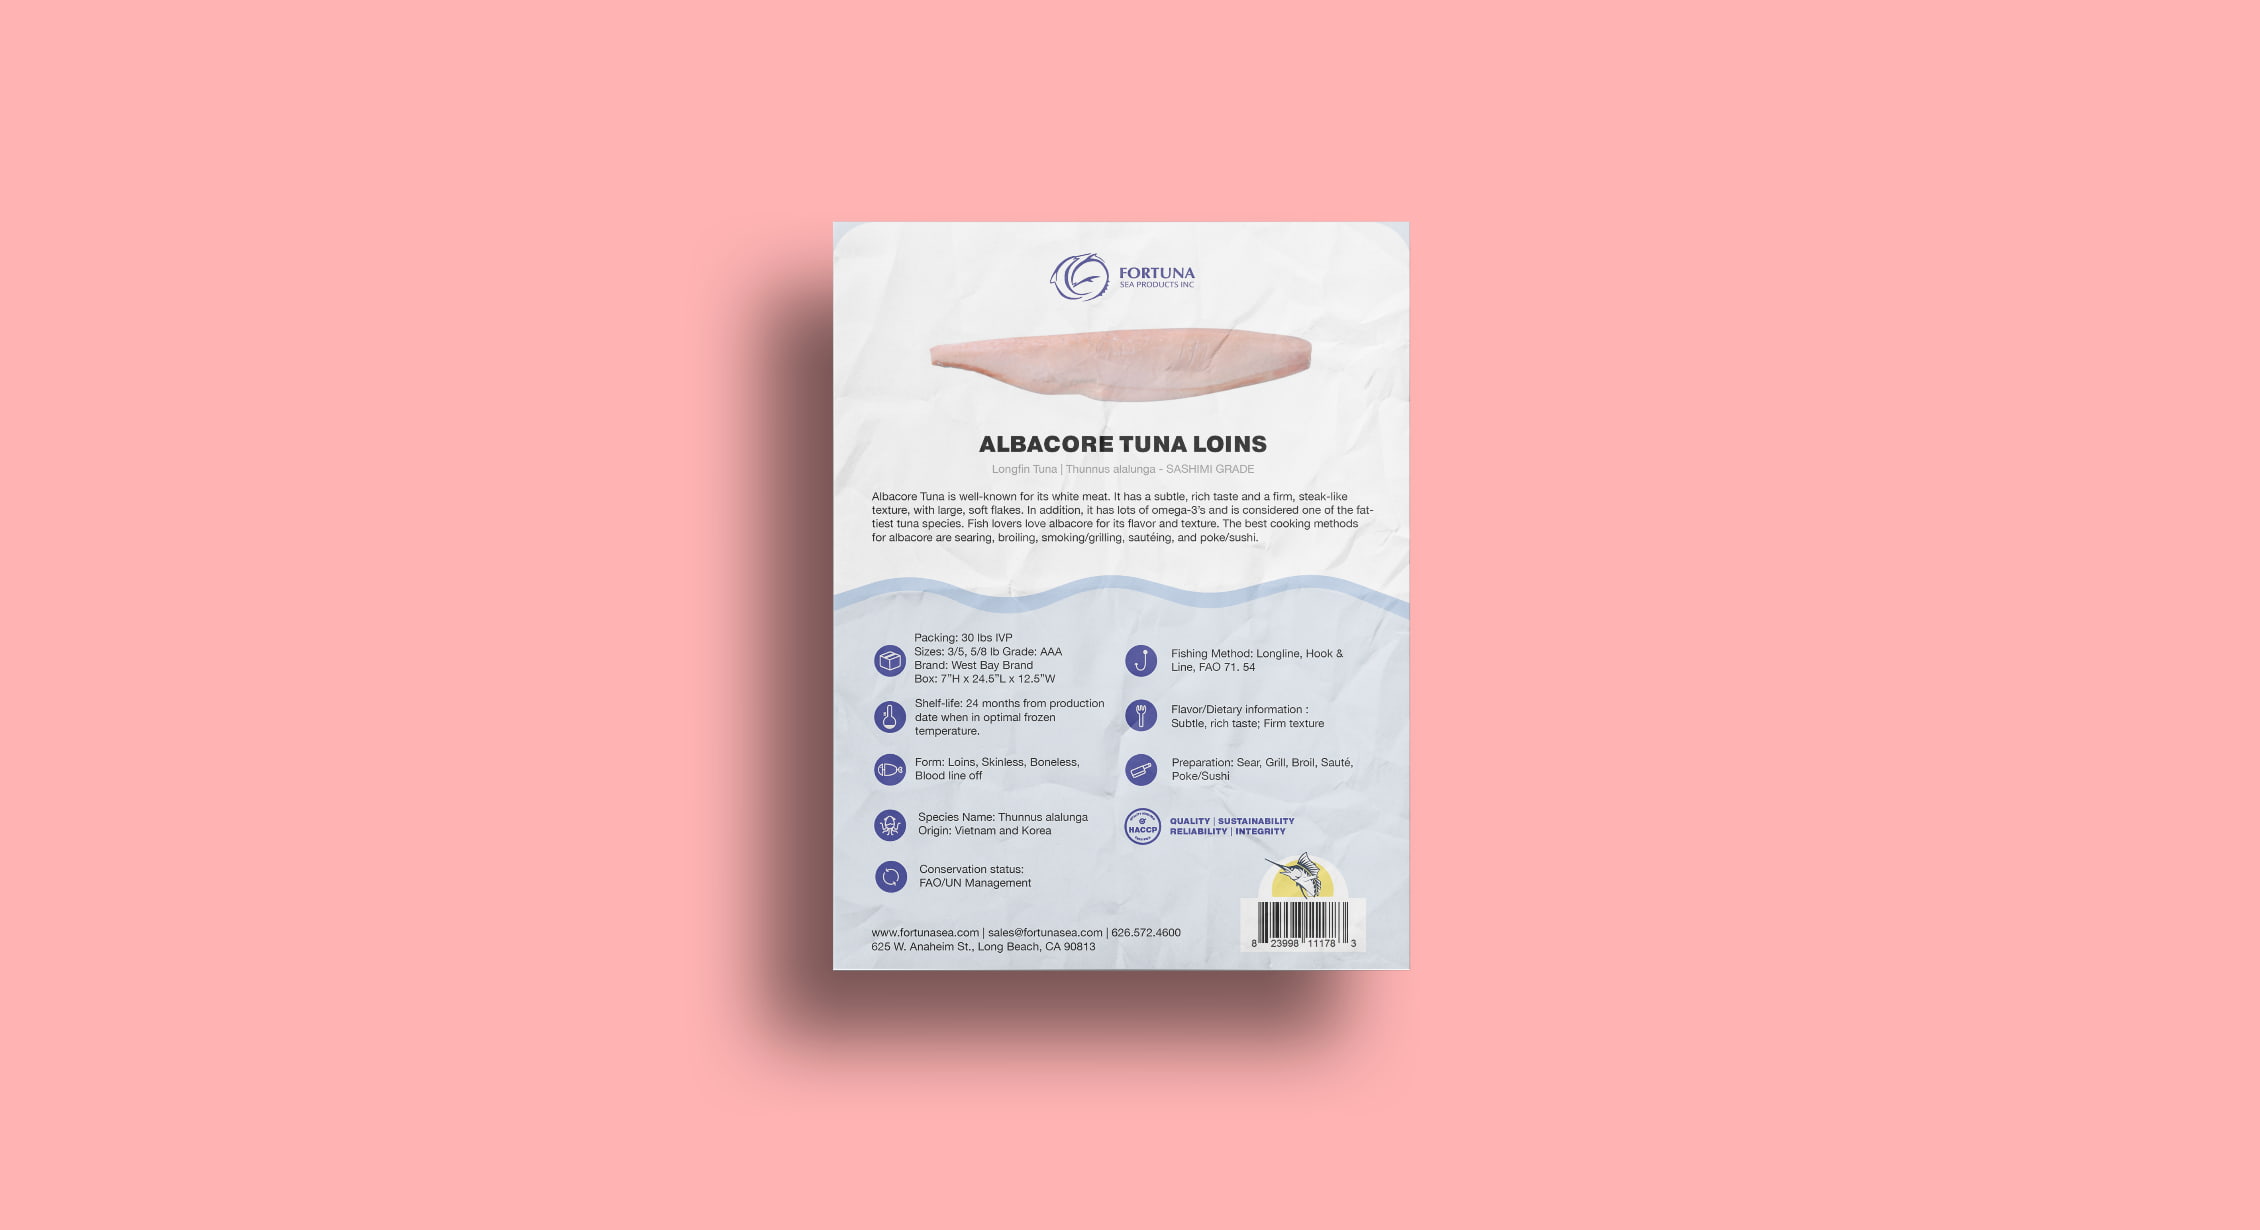 FORTUNA
SEA PRODUCTS INC
ALBACORE TUNA LOINS
Longfin Tuna | Thunnus alalunga - SASHIMI GRADE
Albacore Tuna is well-known for its white meat. It has a subtle, rich taste and a firm, steak-like
texture, with large, soft flakes. In addition, it has lots of omega-3's and is considered one of the fat-
tiest tuna species. Fish lovers love albacore for its flavor and texture. The best cooking methods
for albacore are searing, broiling, smoking/grilling, sautéing, and poke/sushi.
Packing: 30 lbs IVP
Sizes: 3/5, 5/8 lb Grade: AAA
Brand: West Bay Brand
Box: 7”H x 24.5”L x 12.5”W
Shelf-life: 24 months from production
date when in optimal frozen
temperature.
Form: Loins, Skinless, Boneless,
Blood line off
Species Name: Thunnus alalunga
Origin: Vietnam and Korea
Conservation status:
FAO/UN Management
Fishing Method: Longline, Hook &
Line, FAO 71. 54
Flavor/Dietary information :
Subtle, rich taste; Firm texture
Preparation: Sear, Grill, Broil, Sauté,
Poke/Sushi
HACCP
QUALITY | SUSTAINABILITY
RELIABILITY | INTEGRITY
www.fortunasea.com | sales@fortunasea.com | 626.572.4600
625 W. Anaheim St., Long Beach, CA 90813
8 23998 11178 3